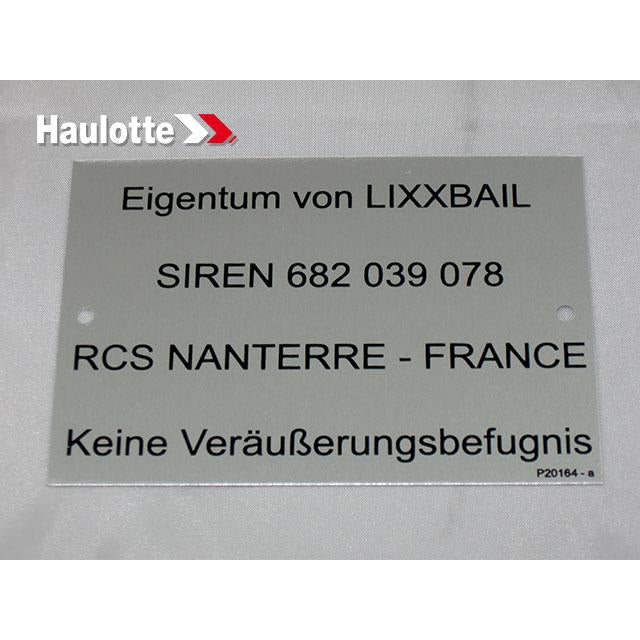 Haulotte
Eigentum von LIXXBAIL
SIREN 682 039 078
RCS NANTERRE - FRANCE
Keine Veräußerungsbefugnis
P20164 - a